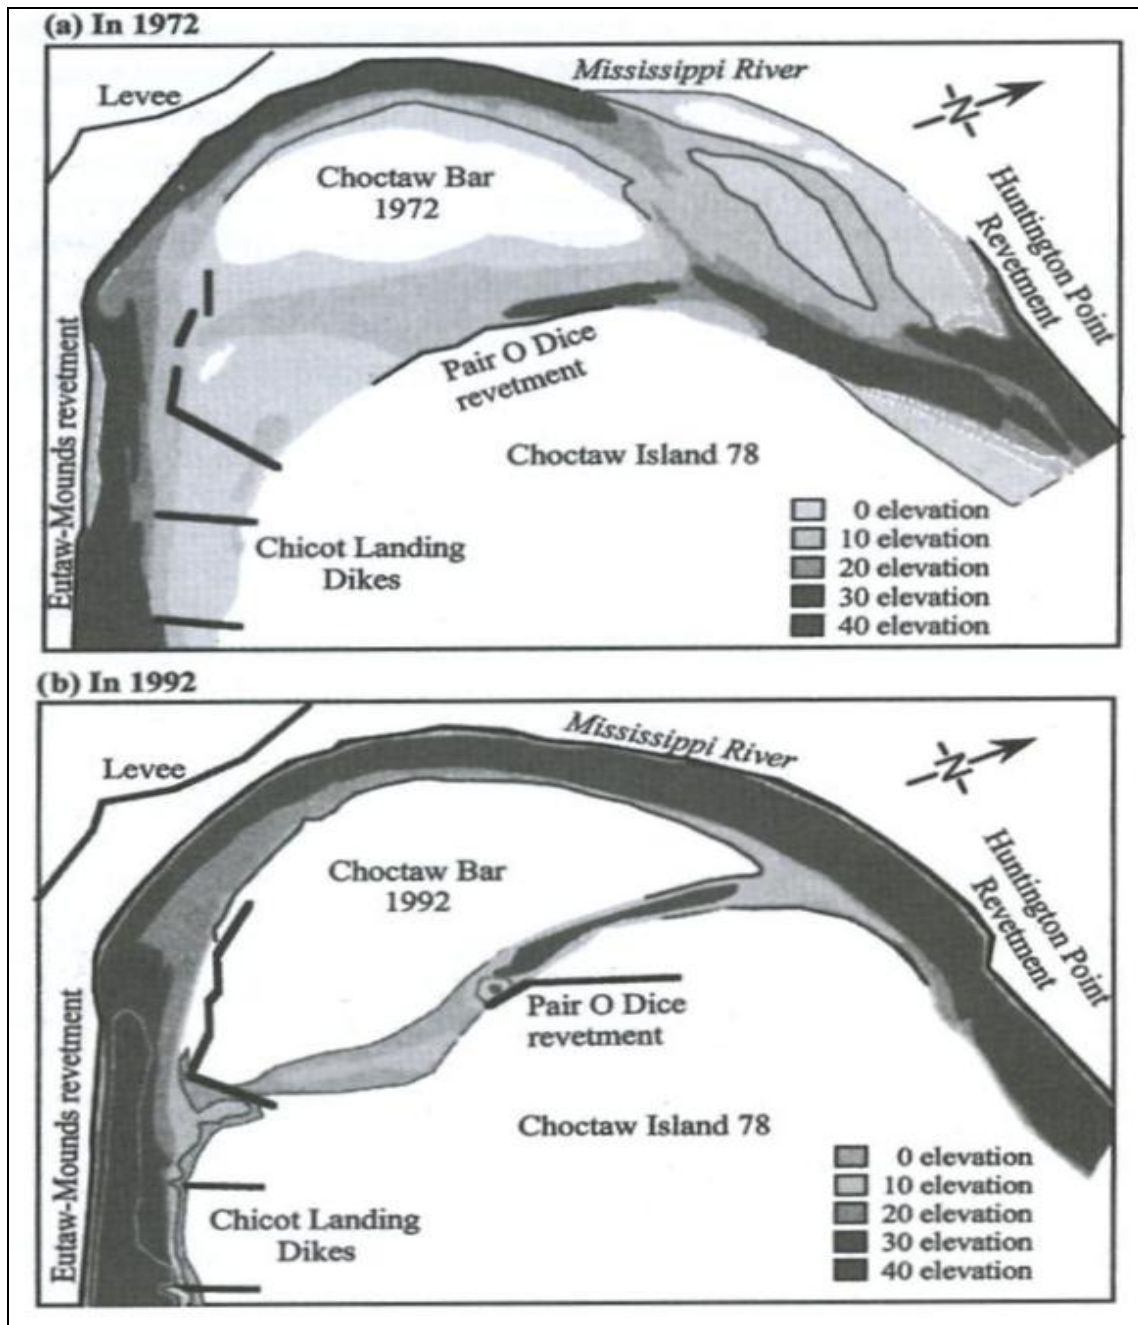 (a) In 1972
Mississippi River
Levee
N
Choctaw Bar
1972
Huntington Point
Revetment
Eutaw-Mounds revetment
Pair O Dice
revetment
Choctaw Island 78
Chicot Landing
Dikes
0 elevation
10 elevation
20 elevation
30 elevation
40 elevation
(b) In 1992
Mississippi River
Levee
N
Choctaw Bar
1992
Huntington Point
Revetment
Eutaw-Mounds revetment
Pair O Dice
revetment
Choctaw Island 78
Chicot Landing
Dikes
0 elevation
10 elevation
20 elevation
30 elevation
40 elevation